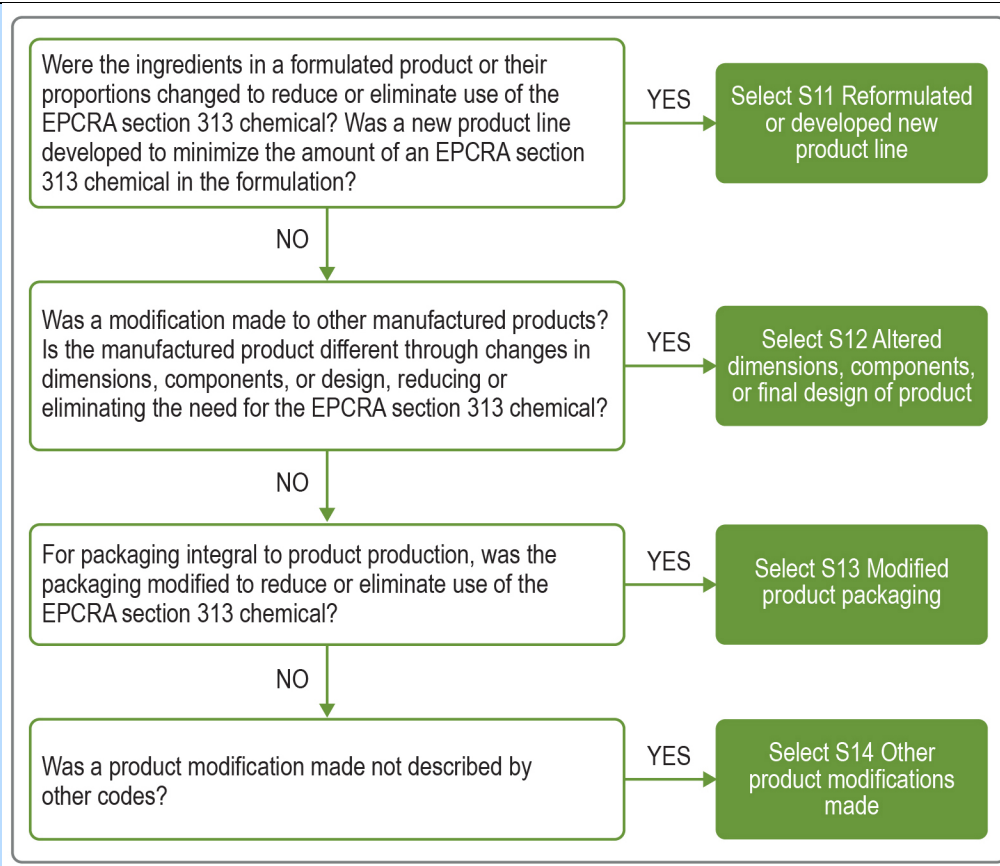 Were the ingredients in a formulated product or their
proportions changed to reduce or eliminate use of the
EPCRA section 313 chemical? Was a new product line
developed to minimize the amount of an EPCRA section
313 chemical in the formulation?
YES
Select S11 Reformulated
or developed new
product line
NO
Was a modification made to other manufactured products?
Is the manufactured product different through changes in
dimensions, components, or design, reducing or
eliminating the need for the EPCRA section 313 chemical?
YES
Select S12 Altered
dimensions, components,
or final design of product
NO
For packaging integral to product production, was the
packaging modified to reduce or eliminate use of the
EPCRA section 313 chemical?
YES
Select S13 Modified
product packaging
NO
Was a product modification made not described by
other codes?
YES
Select S14 Other
product modifications
made